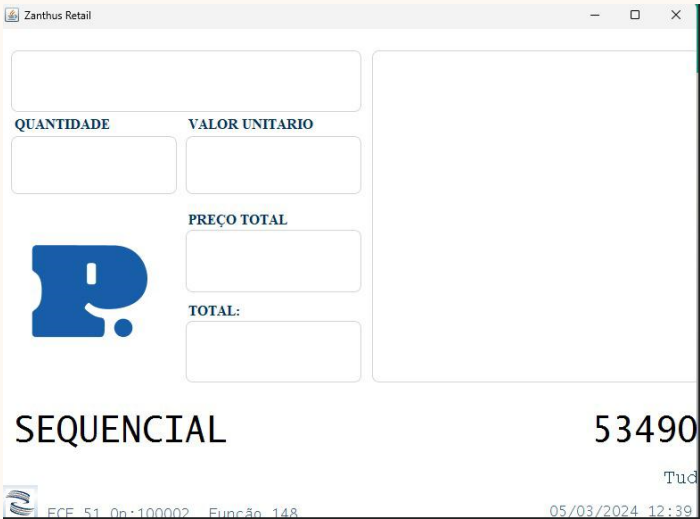 Zanthus Retail
QUANTIDADE VALOR UNITARIO
PREÇO TOTAL
P.
TOTAL:
SEQUENCIAL 53490
Tud
ECF 51 Op:100002 Função 148 05/03/2024 12:39